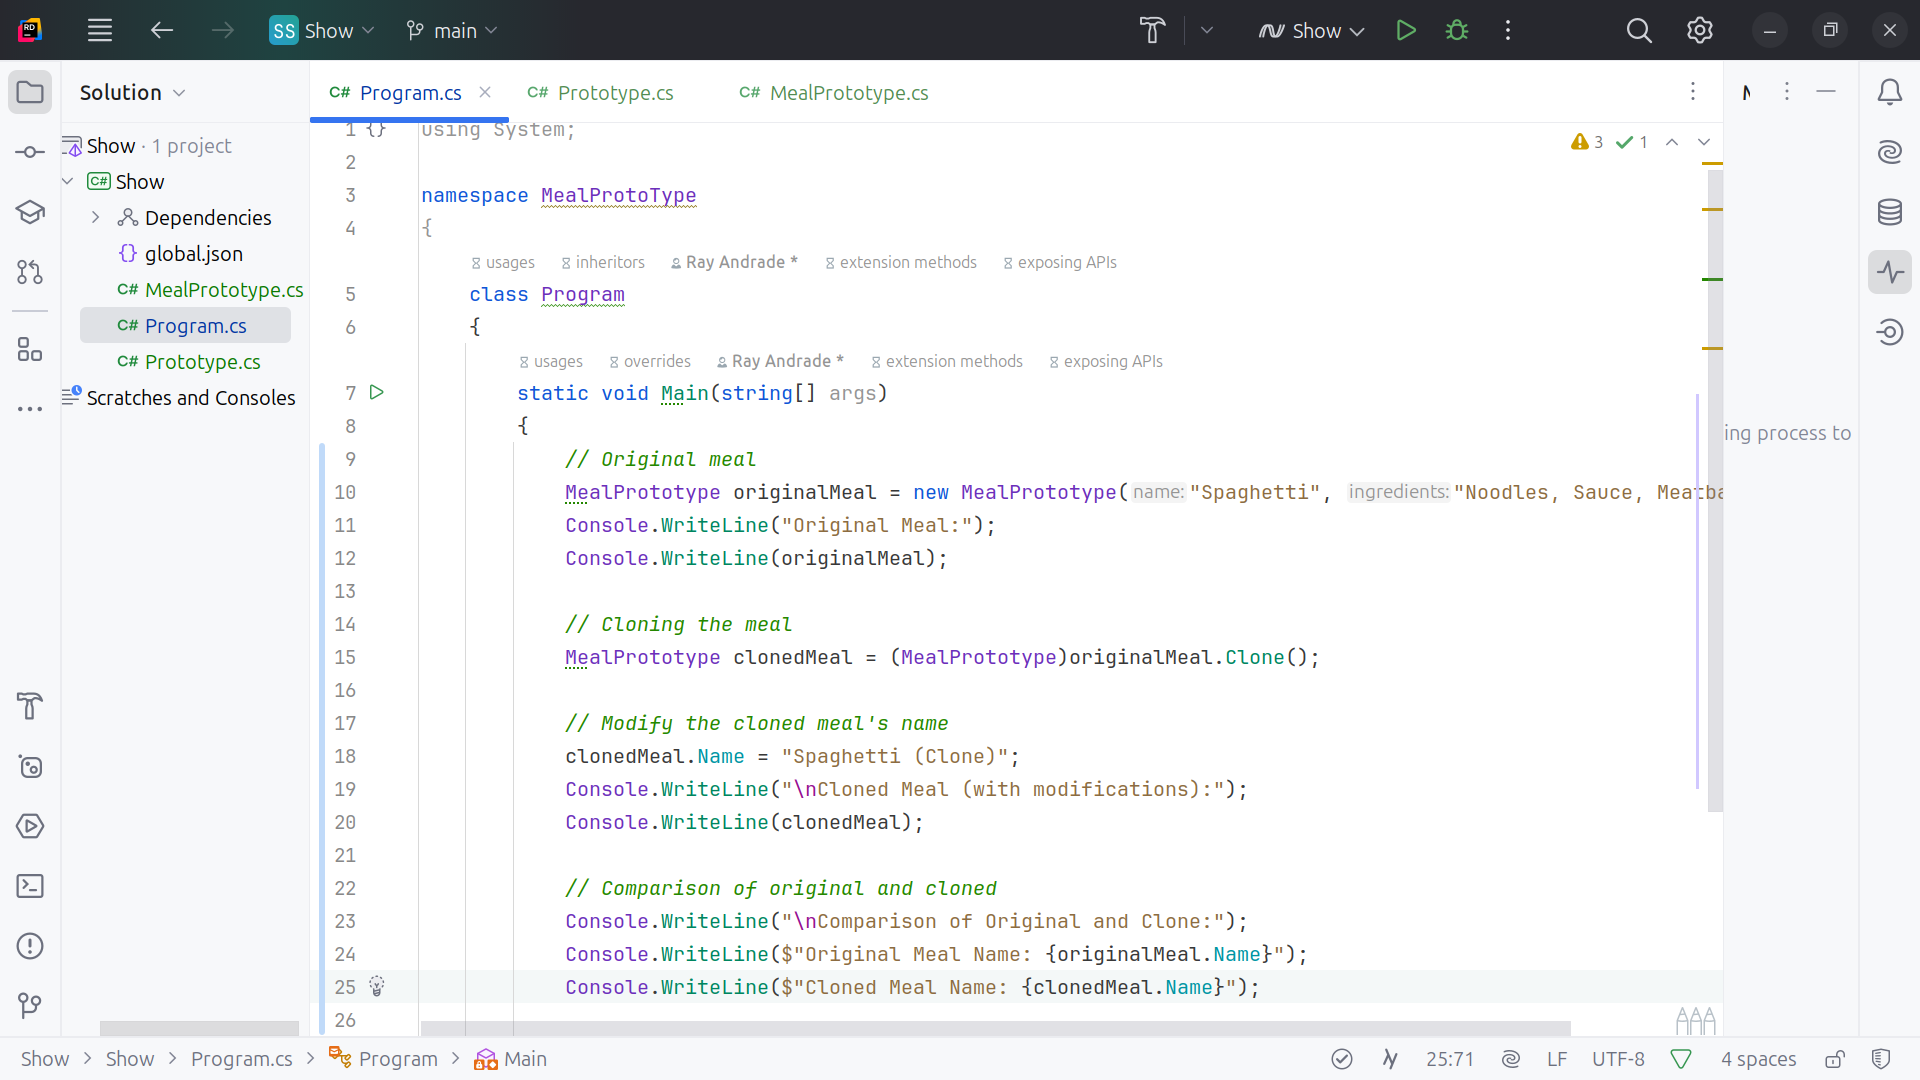 SS Show main Show
Solution
C# Program.cs C# Prototype.cs C# MealPrototype.cs
Show · 1 project
C# Show
Dependencies
{} global.json
C# MealPrototype.cs
C# Program.cs
C# Prototype.cs
Scratches and Consoles
3 1
1 {} using System;
2
3 namespace MealProtoType
4 {
usages inheritors Ray Andrade * extension methods exposing APIs
5 class Program
6 {
usages overrides Ray Andrade * extension methods exposing APIs
7 static void Main(string[] args)
8 {
9 // Original meal
10 MealPrototype originalMeal = new MealPrototype( name: "Spaghetti", ingredients: "Noodles, Sauce, Meatba
11 Console.WriteLine("Original Meal:");
12 Console.WriteLine(originalMeal);
13
14 // Cloning the meal
15 MealPrototype clonedMeal = (MealPrototype)originalMeal.Clone();
16
17 // Modify the cloned meal's name
18 clonedMeal.Name = "Spaghetti (Clone)";
19 Console.WriteLine("\nCloned Meal (with modifications):");
20 Console.WriteLine(clonedMeal);
21
22 // Comparison of original and cloned
23 Console.WriteLine("\nComparison of Original and Clone:");
24 Console.WriteLine($"Original Meal Name: {originalMeal.Name}");
25 Console.WriteLine($"Cloned Meal Name: {clonedMeal.Name}");
26
ing process to
Show > Show > Program.cs > Program > Main
25:71 LF UTF-8 4 spaces